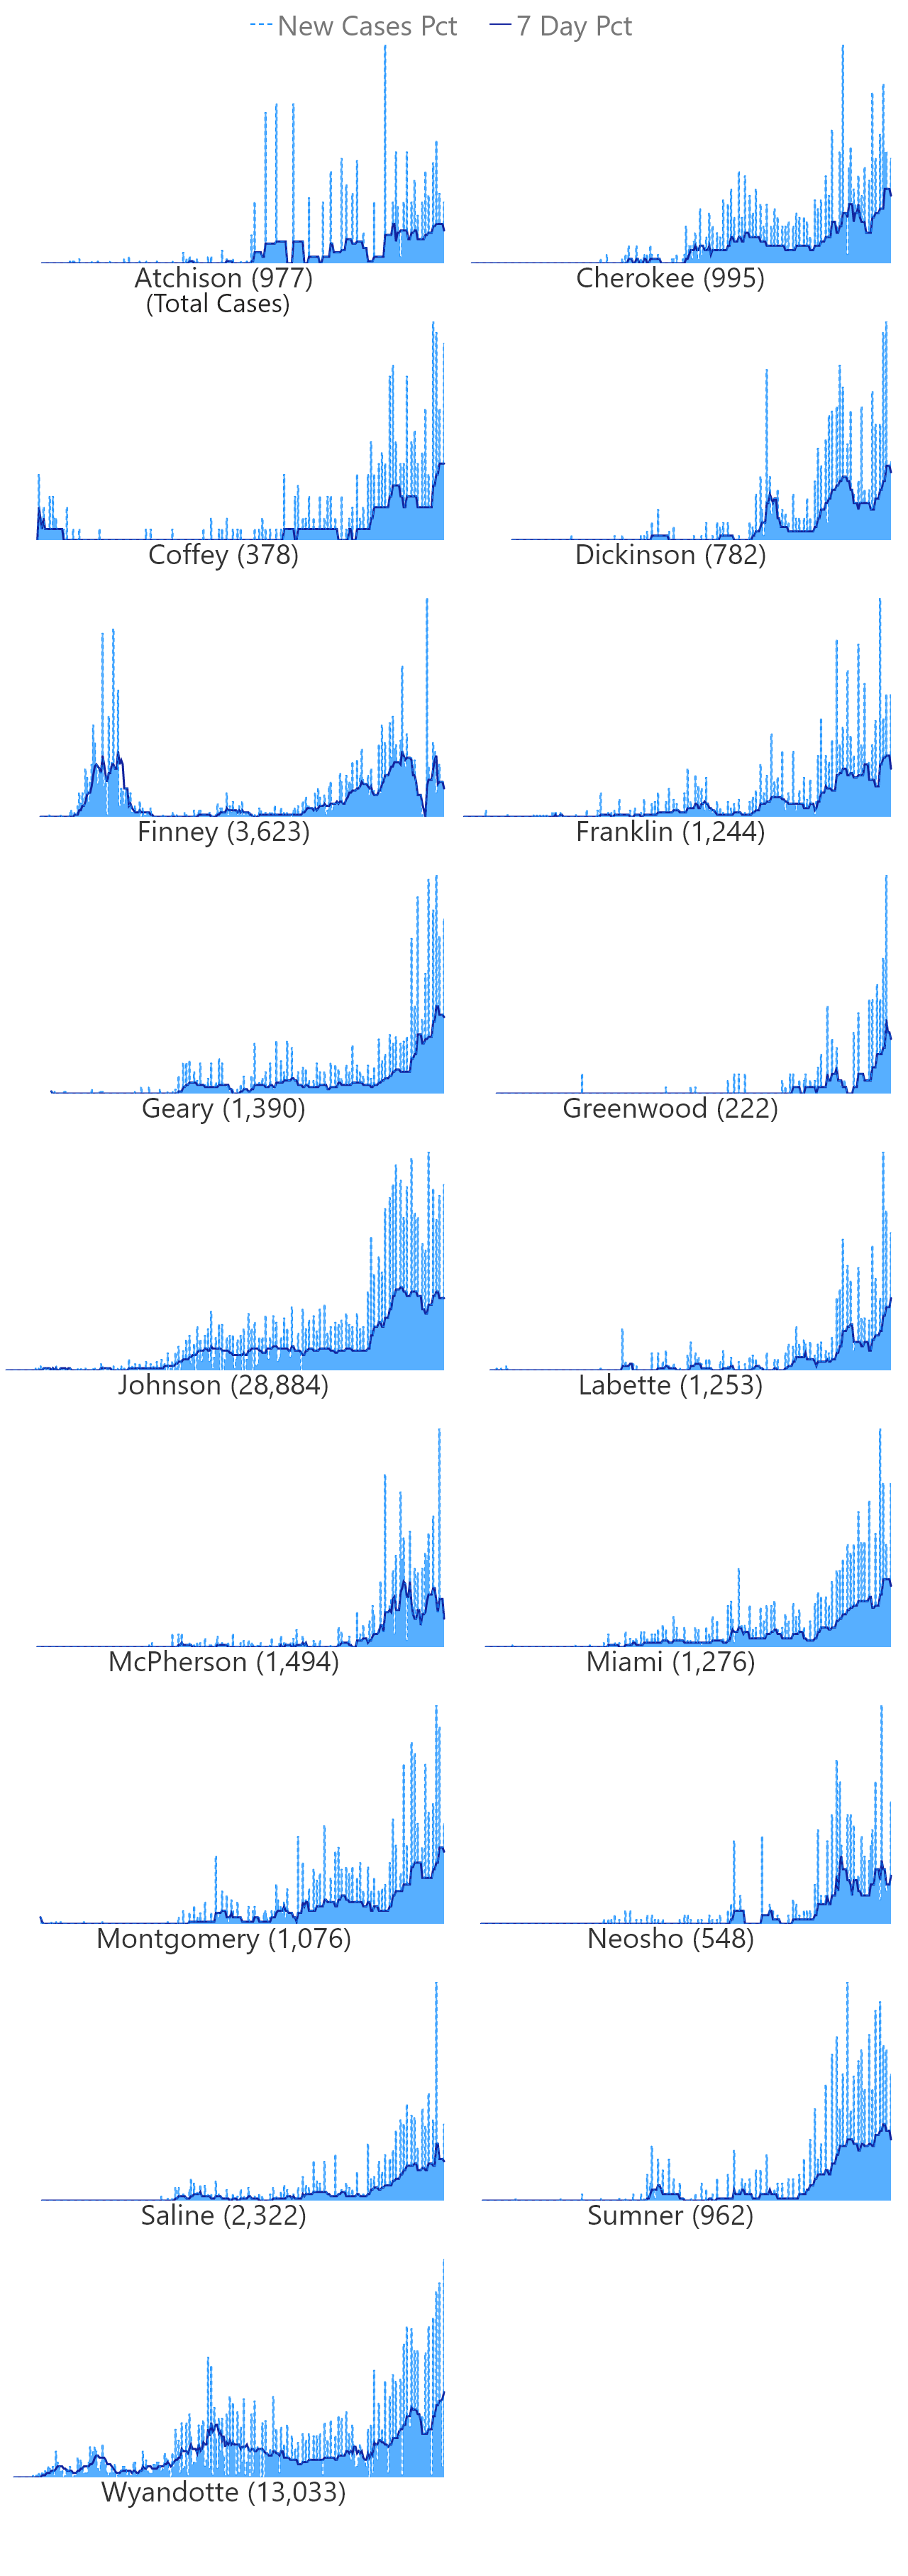 New Cases Pct 7 Day Pct
Atchison (977) Cherokee (995)
(Total Cases)
Coffey (378) Dickinson (782)
Finney (3,623) Franklin (1,244)
Geary (1,390) Greenwood (222)
Johnson (28,884) Labette (1,253)
McPherson (1,494) Miami (1,276)
Montgomery (1,076) Neosho (548)
Saline (2,322) Sumner (962)
Wyandotte (13,033)